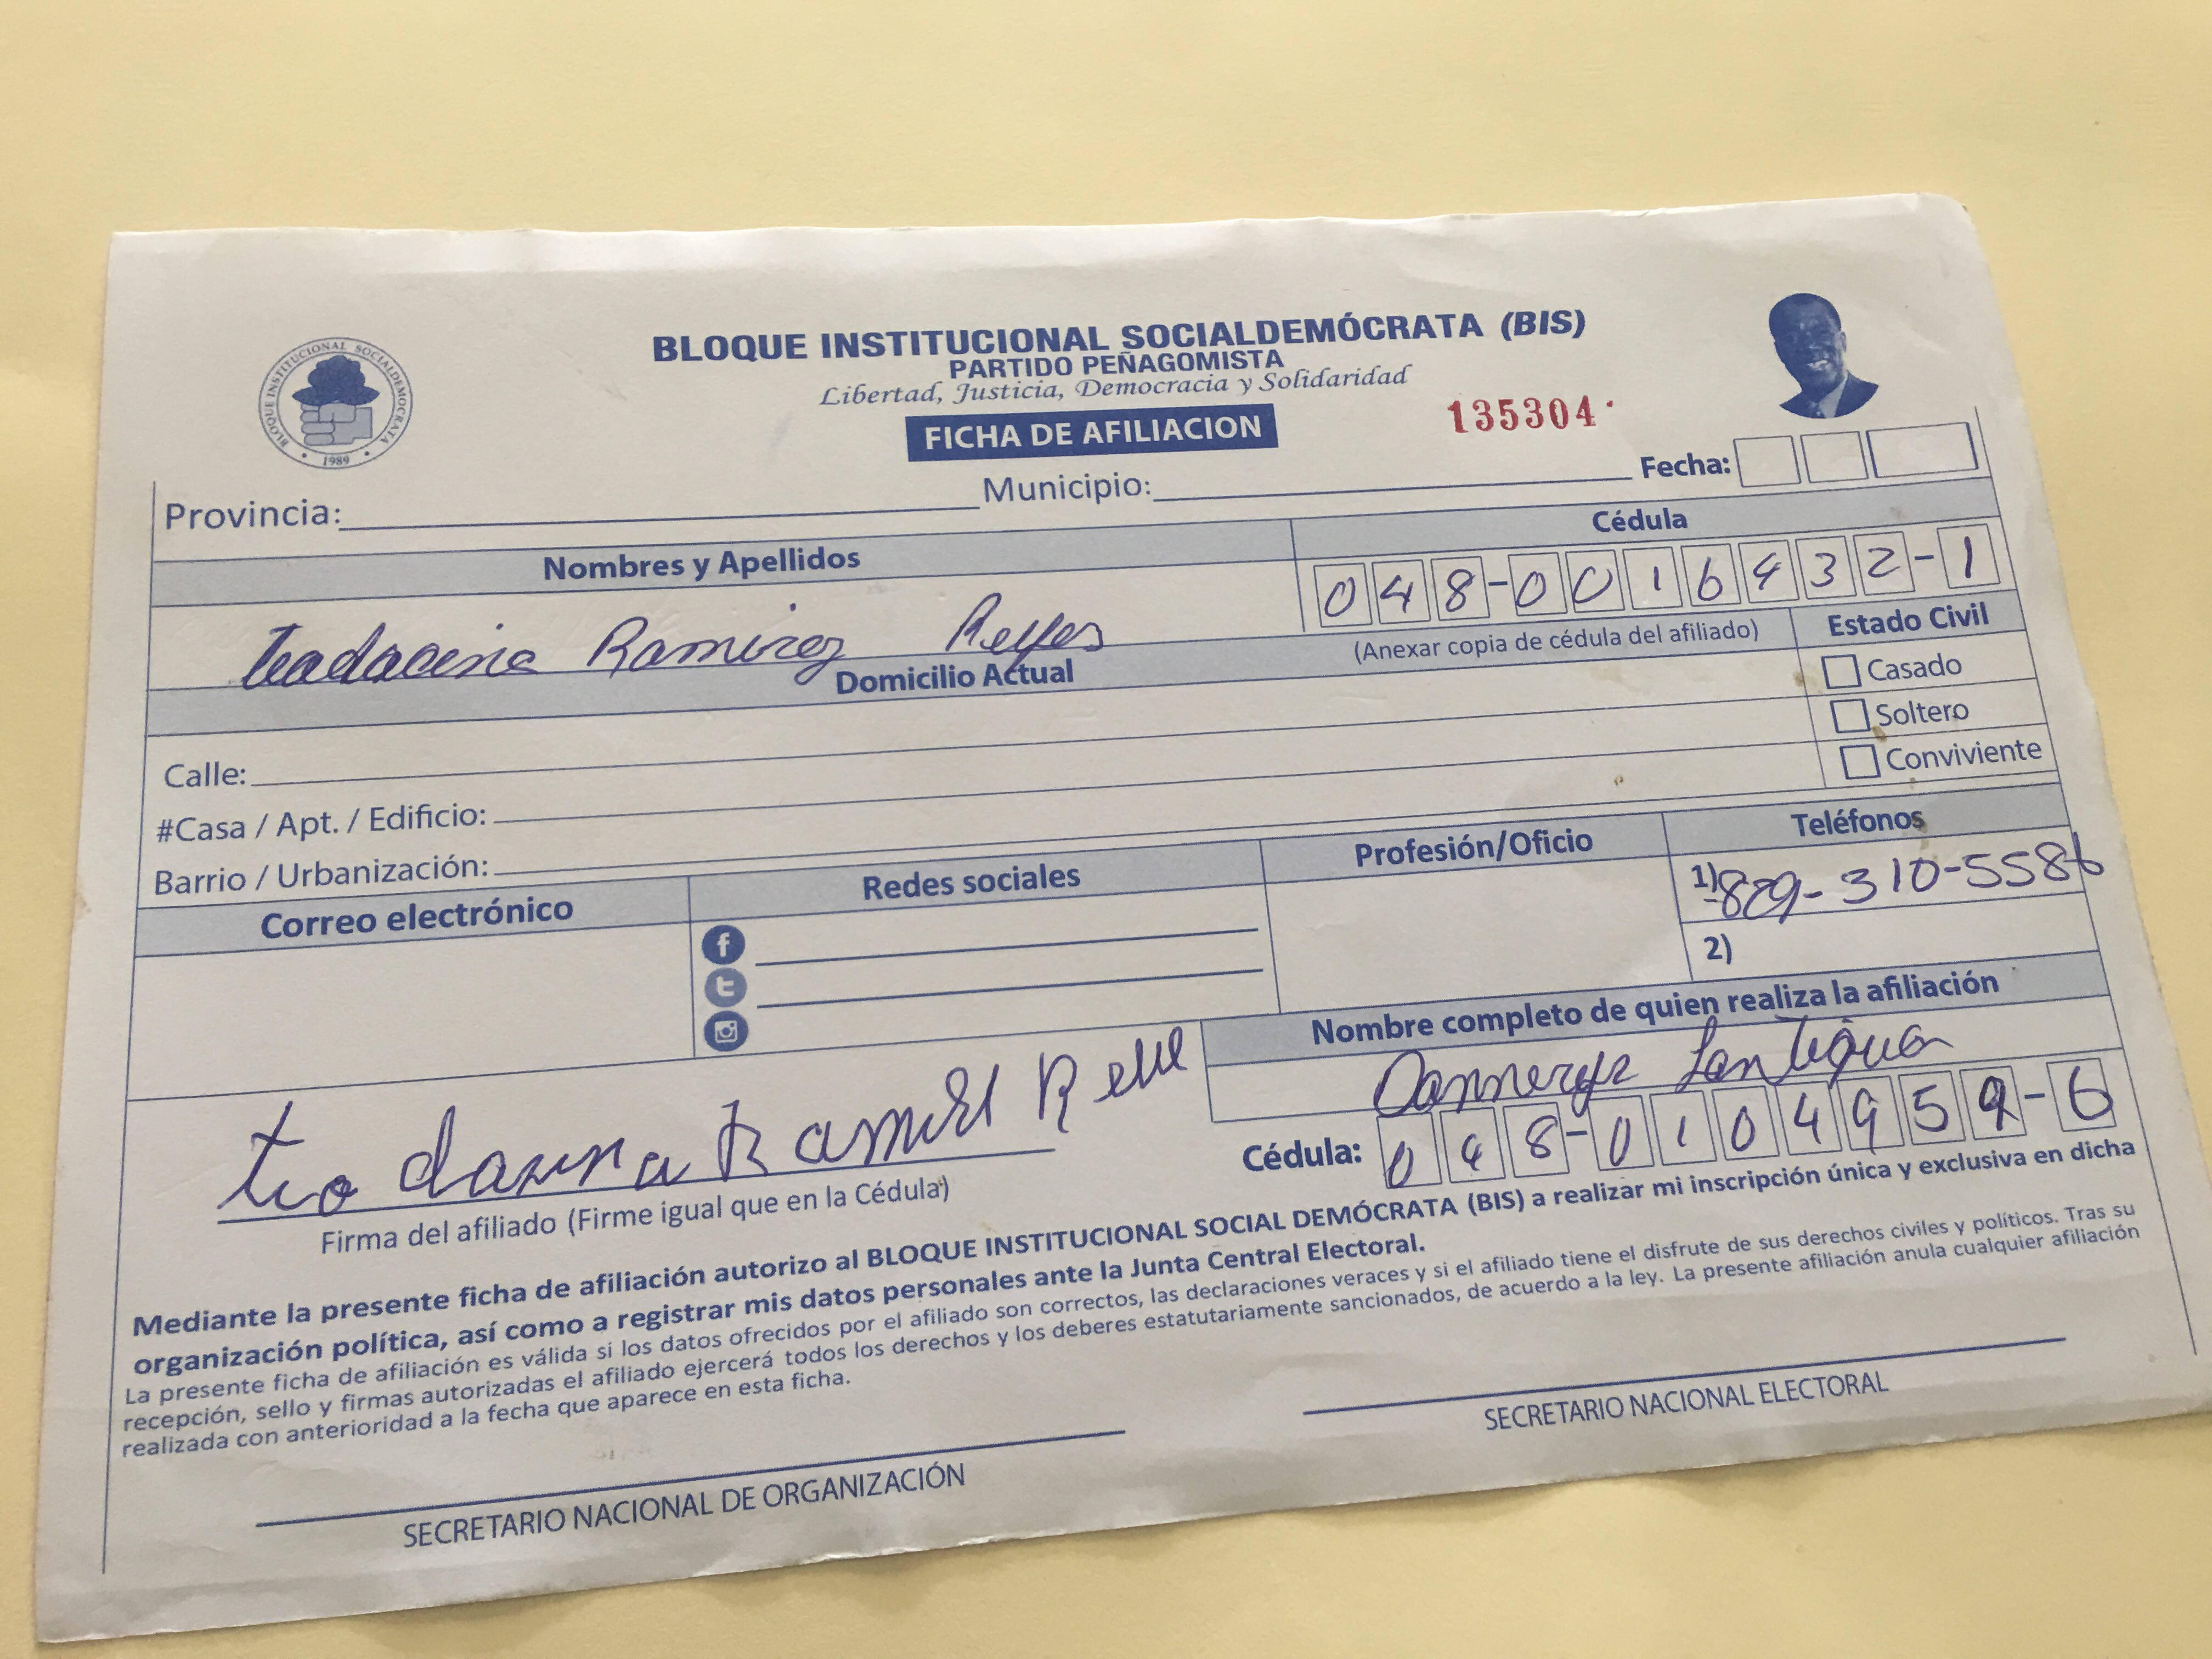 BLOQUE INSTITUCIONAL SOCIALDEMÓCRATA
1989
BLOQUE INSTITUCIONAL SOCIALDEMÓCRATA (BIS)
PARTIDO PEÑAGOMISTA
Libertad, Justicia, Democracia y Solidaridad
FICHA DE AFILIACION
135304
Provincia: Municipio: Fecha:
Nombres y Apellidos
Cédula
Ramirez Reyes
048-0016432-1
(Anexar copia de cédula del afiliado)
Estado Civil
Domicilio Actual
Casado
Soltero
Conviviente
Calle:
#Casa / Apt. / Edificio:
Barrio / Urbanización:
Correo electrónico
Redes sociales
Profesión/Oficio
Teléfonos
1) 829-310-5586
2)
Nombre completo de quien realiza la afiliación
Santigua
Cédula: 048-0104959-6
Firma del afiliado (Firme igual que en la Cédula)
Mediante la presente ficha de afiliación autorizo al BLOQUE INSTITUCIONAL SOCIAL DEMÓCRATA (BIS) a realizar mi inscripción única y exclusiva en dicha
organización política, así como a registrar mis datos personales ante la Junta Central Electoral.
La presente ficha de afiliación es válida si los datos ofrecidos por el afiliado son correctos, las declaraciones veraces y si el afiliado tiene el disfrute de sus derechos civiles y políticos. Tras su
recepción, sello y firmas autorizadas el afiliado ejercerá todos los derechos y los deberes estatutariamente sancionados, de acuerdo a la ley. La presente afiliación anula cualquier afiliación
realizada con anterioridad a la fecha que aparece en esta ficha.
SECRETARIO NACIONAL DE ORGANIZACIÓN
SECRETARIO NACIONAL ELECTORAL